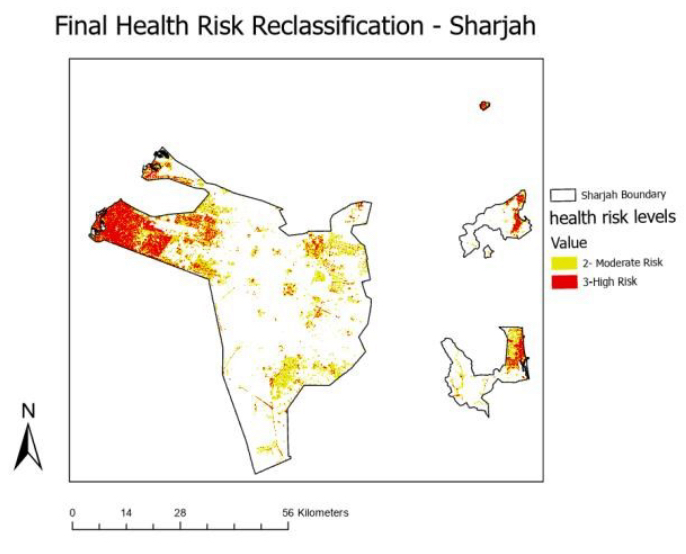 Final Health Risk Reclassification - Sharjah
Sharjah Boundary
health risk levels
Value
2- Moderate Risk
3-High Risk
N
0 14 28 56 Kilometers